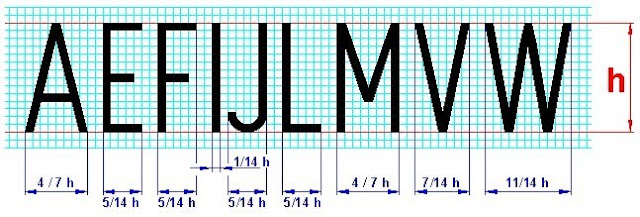 AEFIJLMVW
h
1/14 h
4 / 7 h
5/14 h
5/14 h
5/14 h
5/14 h
4 / 7 h
7/14 h
11/14 h